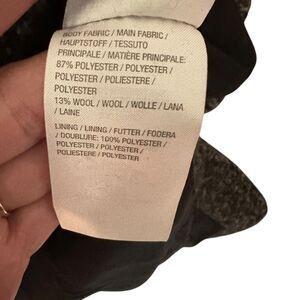 BODY FABRIC / MAIN FABRIC /
HAUPTSTOFF / TESSUTO
PRINCIPALE / MATIÈRE PRINCIPALE:
87% POLYESTER / POLYESTER /
POLYESTER / POLIESTERE /
POLYESTER
13% WOOL / WOOL / WOLLE / LANA
/ LAINE
LINING / LINING / FUTTER / FODERA
/ DOUBLURE: 100% POLYESTER /
POLYESTER / POLYESTER /
POLIESTERE / POLYESTER